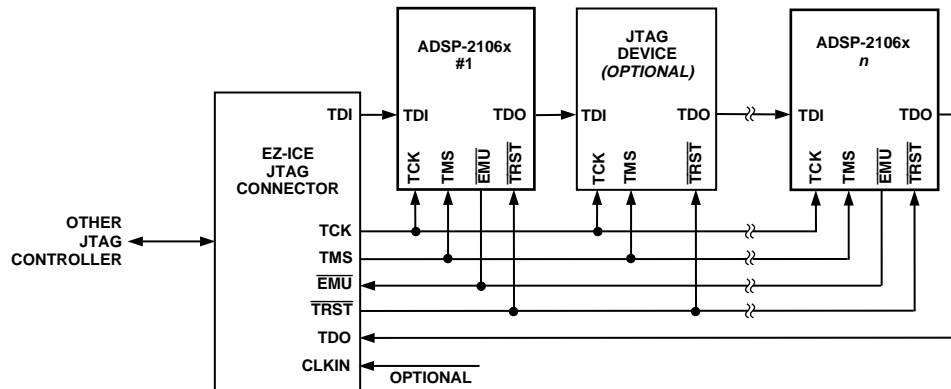 ADSP-2106x
#1
TDI
TDO
TCK
TMS
EMU
TRST
JTAG
DEVICE
(OPTIONAL)
TDI
TDO
TCK
TMS
TRST
ADSP-2106x
n
TDI
TDO
TCK
TMS
EMU
TRST
TDI
EZ-ICE
JTAG
CONNECTOR
OTHER
JTAG
CONTROLLER
TCK
TMS
EMU
TRST
TDO
CLKIN
OPTIONAL